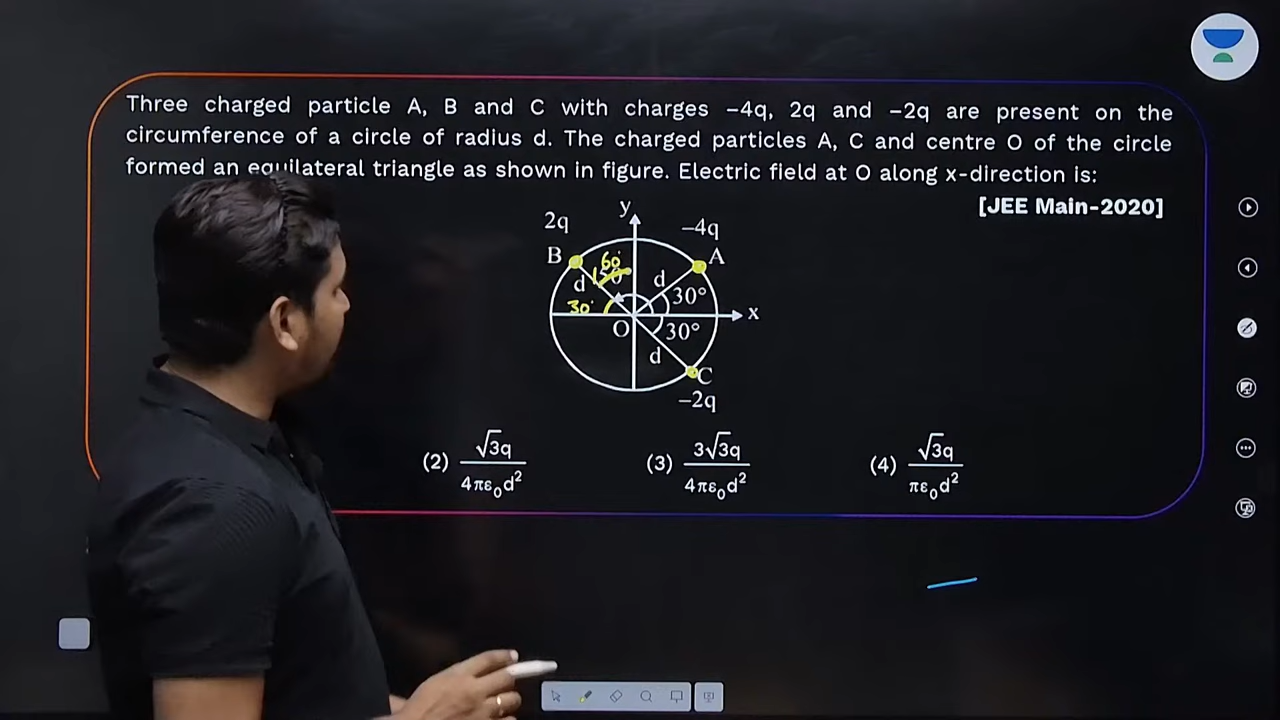 Three charged particle A, B and C with charges −4q, 2q and −2q are present on the
circumference of a circle of radius d. The charged particles A, C and centre O of the circle
formed an equilateral triangle as shown in figure. Electric field at O along x-direction is:
[JEE Main-2020]
y
2q
−4q
B
A
60°
d
d
30°
30°
x
O
30°
d
C
−2q
(2) √3q / 4πε₀d²
(3) 3√3q / 4πε₀d²
(4) √3q / πε₀d²